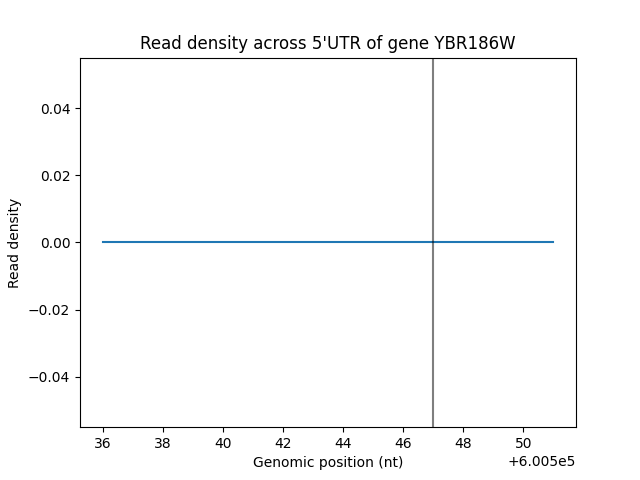 Read density across 5'UTR of gene YBR186W
Read density
0.04
0.02
0.00
−0.02
−0.04
36 38 40 42 44 46 48 50
Genomic position (nt)
+6.005e5